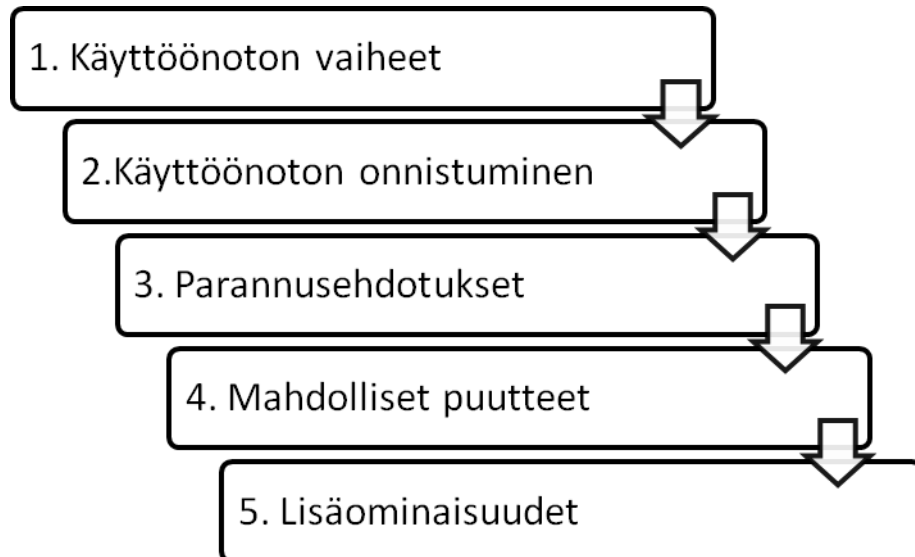 1. Käyttöönoton vaiheet
2.Käyttöönoton onnistuminen
3. Parannusehdotukset
4. Mahdolliset puutteet
5. Lisäominaisuudet